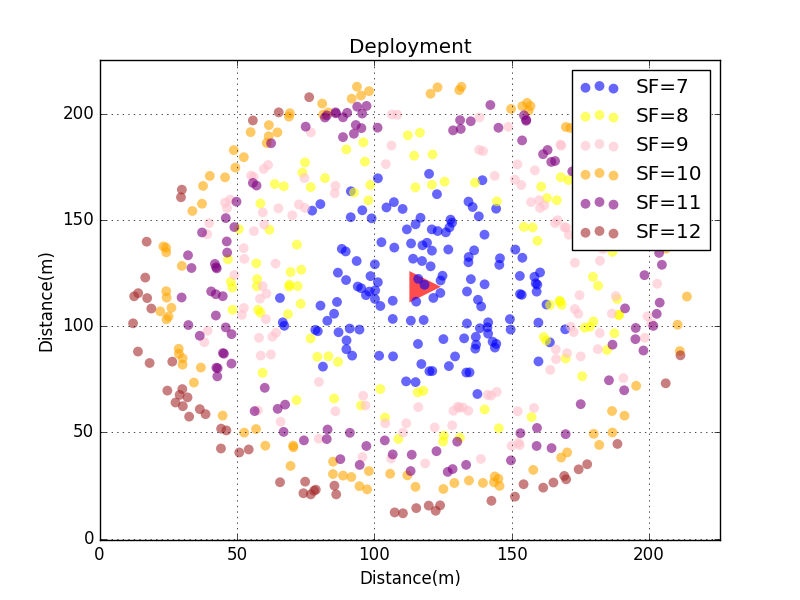 Deployment
SF=7
SF=8
SF=9
SF=10
SF=11
SF=12
Distance(m)
200
150
100
50
0
0 50 100 150 200
Distance(m)